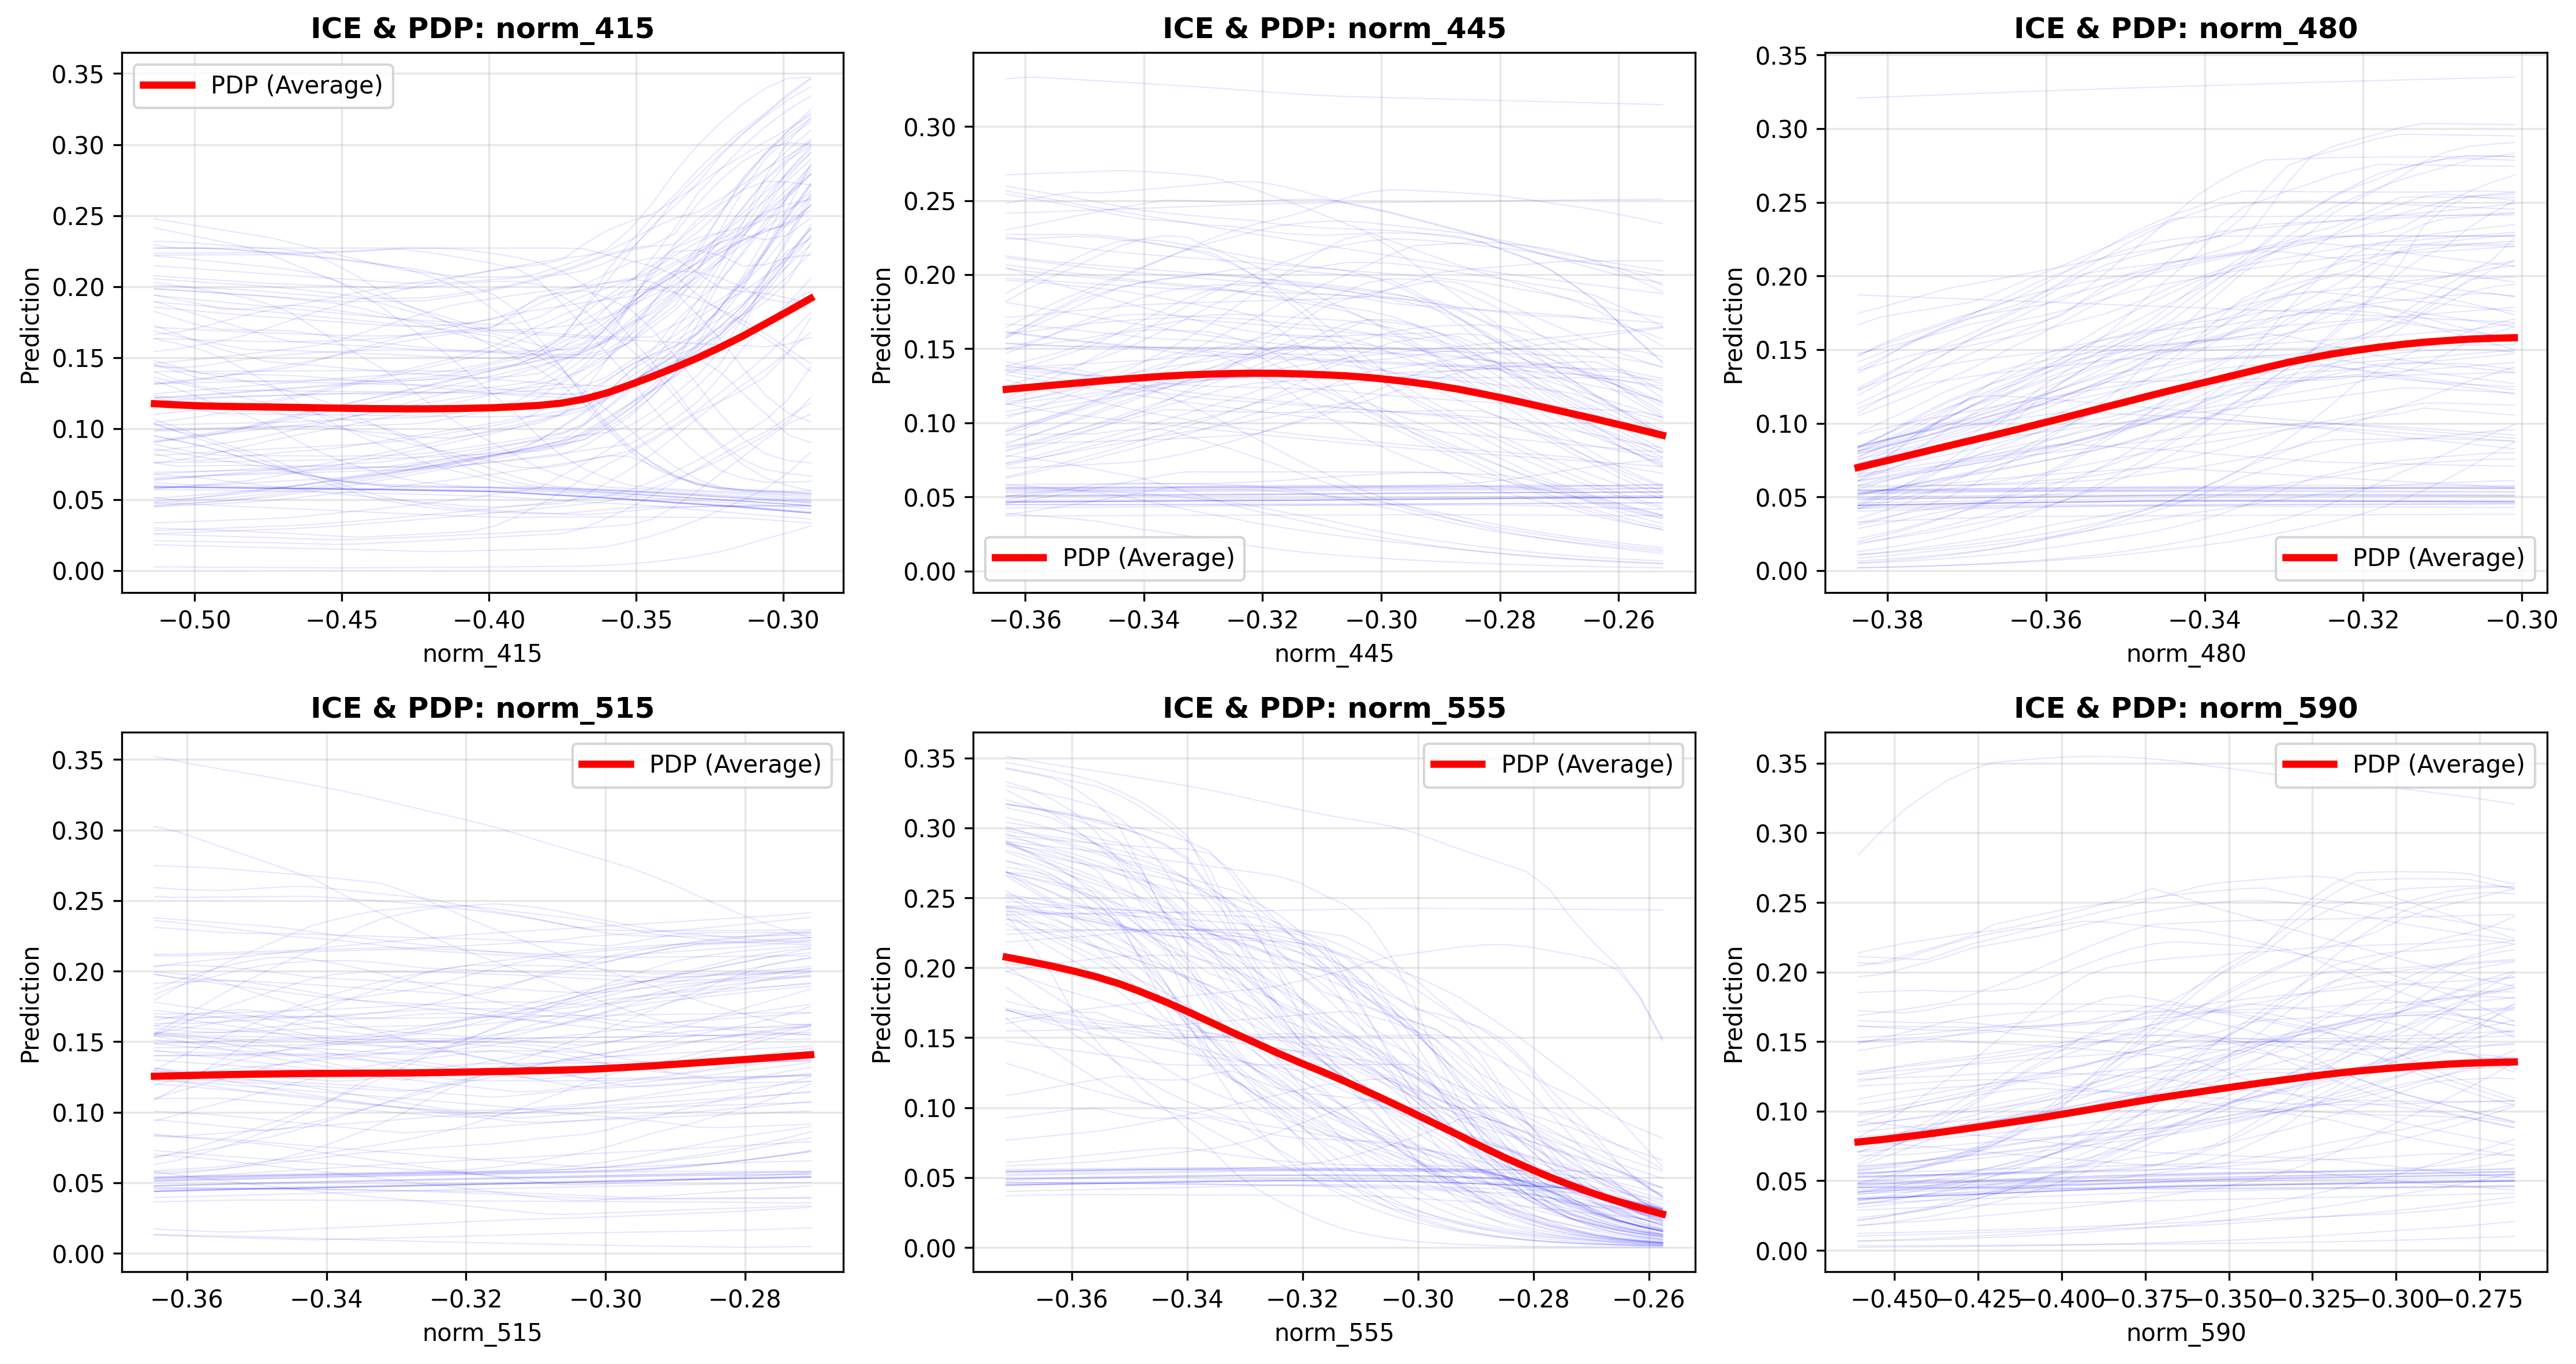 ICE & PDP: norm_415
PDP (Average)
Prediction
0.35
0.30
0.25
0.20
0.15
0.10
0.05
0.00
−0.50 −0.45 −0.40 −0.35 −0.30
norm_415
ICE & PDP: norm_445
PDP (Average)
Prediction
0.30
0.25
0.20
0.15
0.10
0.05
0.00
−0.36 −0.34 −0.32 −0.30 −0.28 −0.26
norm_445
ICE & PDP: norm_480
PDP (Average)
Prediction
0.35
0.30
0.25
0.20
0.15
0.10
0.05
0.00
−0.38 −0.36 −0.34 −0.32 −0.30
norm_480
ICE & PDP: norm_515
PDP (Average)
Prediction
0.35
0.30
0.25
0.20
0.15
0.10
0.05
0.00
−0.36 −0.34 −0.32 −0.30 −0.28
norm_515
ICE & PDP: norm_555
PDP (Average)
Prediction
0.35
0.30
0.25
0.20
0.15
0.10
0.05
0.00
−0.36 −0.34 −0.32 −0.30 −0.28 −0.26
norm_555
ICE & PDP: norm_590
PDP (Average)
Prediction
0.35
0.30
0.25
0.20
0.15
0.10
0.05
0.00
−0.450 −0.425 −0.400 −0.375 −0.350 −0.325 −0.300 −0.275
norm_590